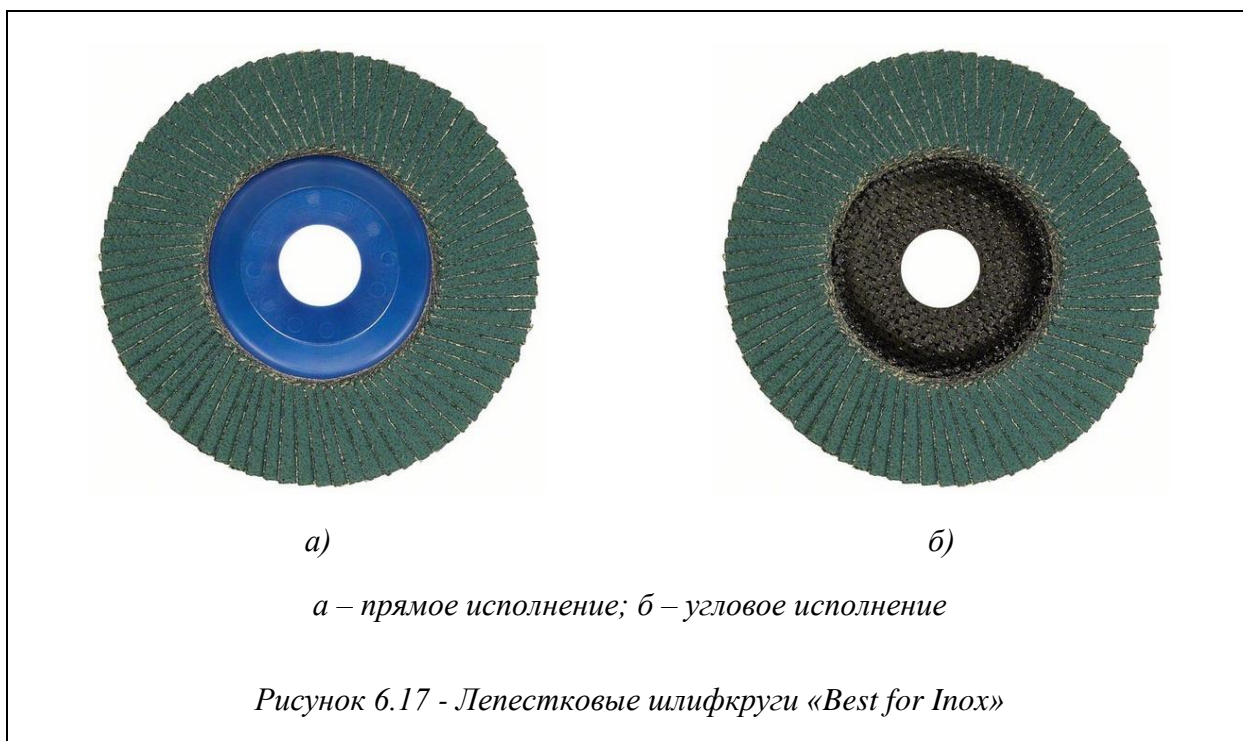 а)
б)
а – прямое исполнение; б – угловое исполнение
Рисунок 6.17 - Лепестковые шлифкруги «Best for Inox»